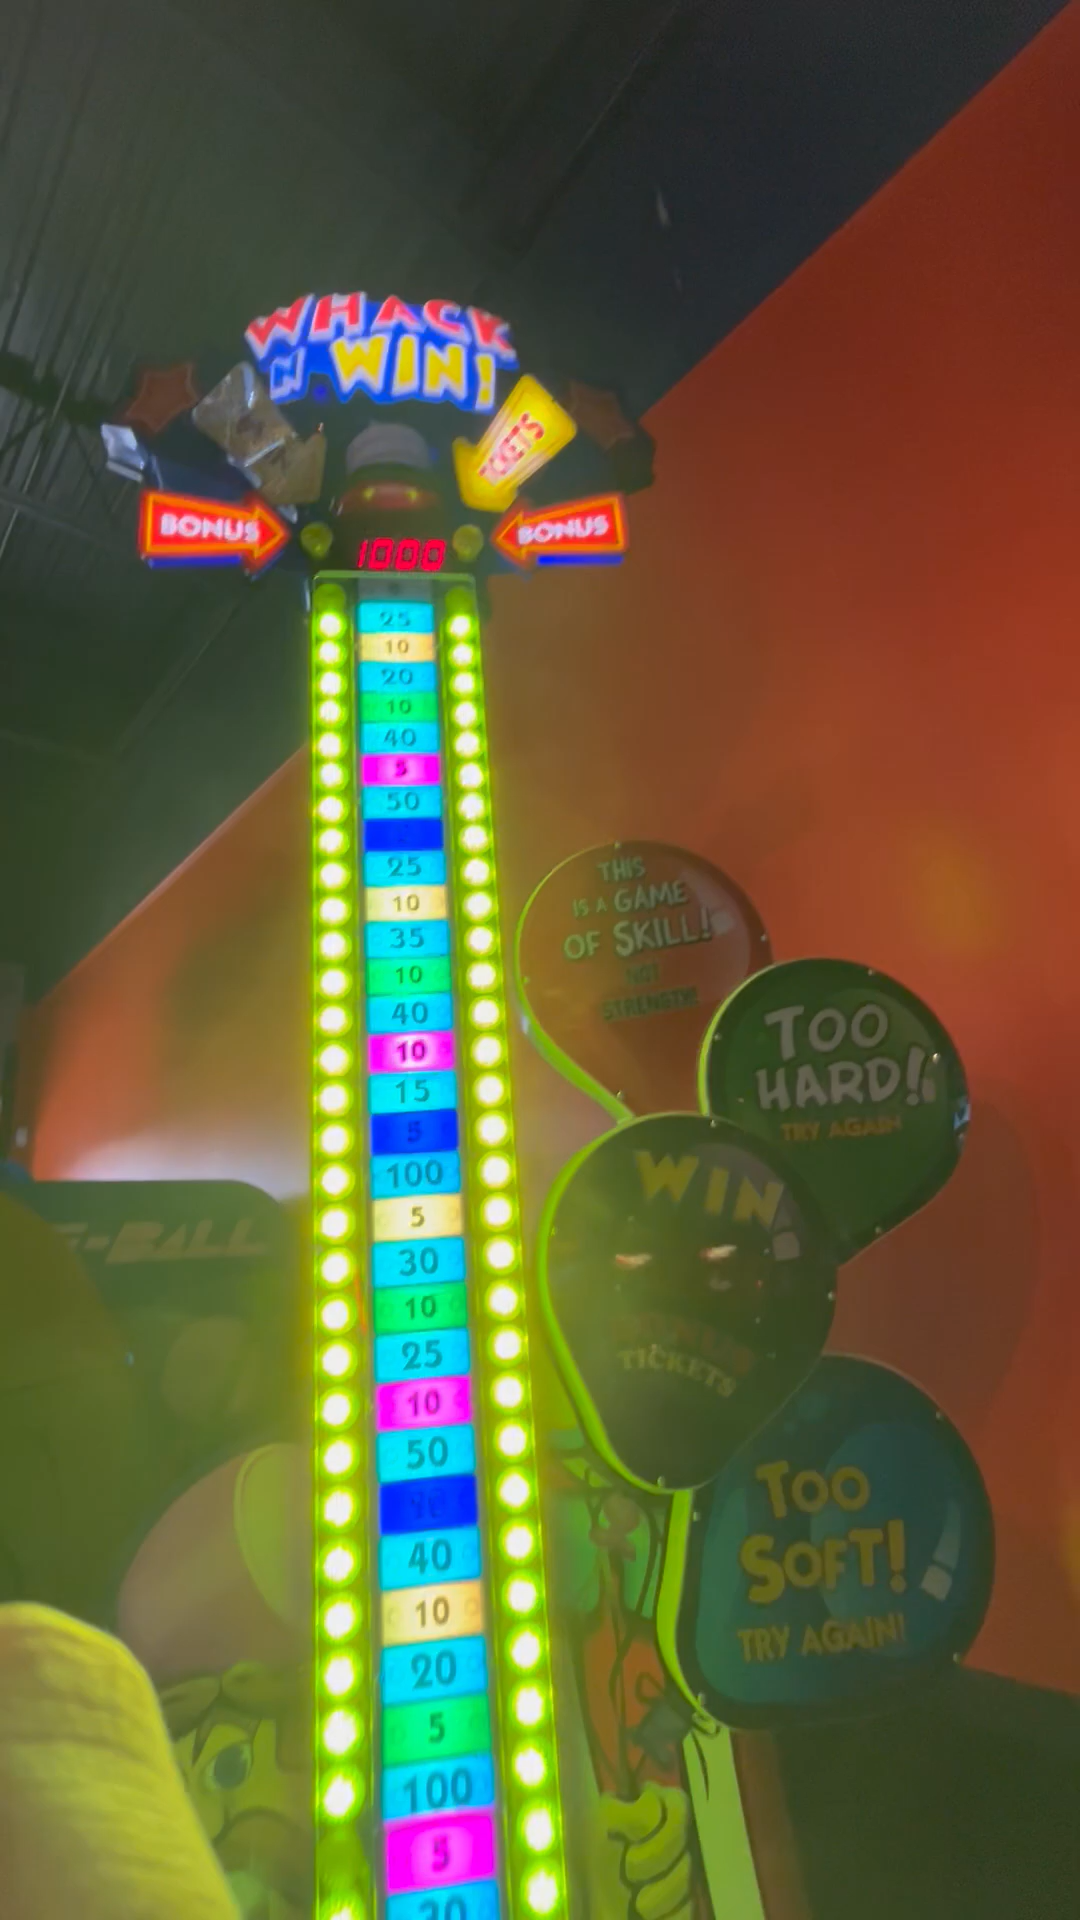 WHACK
N WIN!
TICKETS
BONUS
BONUS
1000
25
10
20
10
40
5
50
25
10
35
10
40
10
15
5
100
5
30
10
25
10
50
40
10
20
5
100
5
THIS
IS A GAME
OF SKILL!
NOT
STRENGTH!
TOO
HARD!
TRY AGAIN
WIN!
BONUS
TICKETS
TOO
SOFT!
TRY AGAIN!
E-BALL